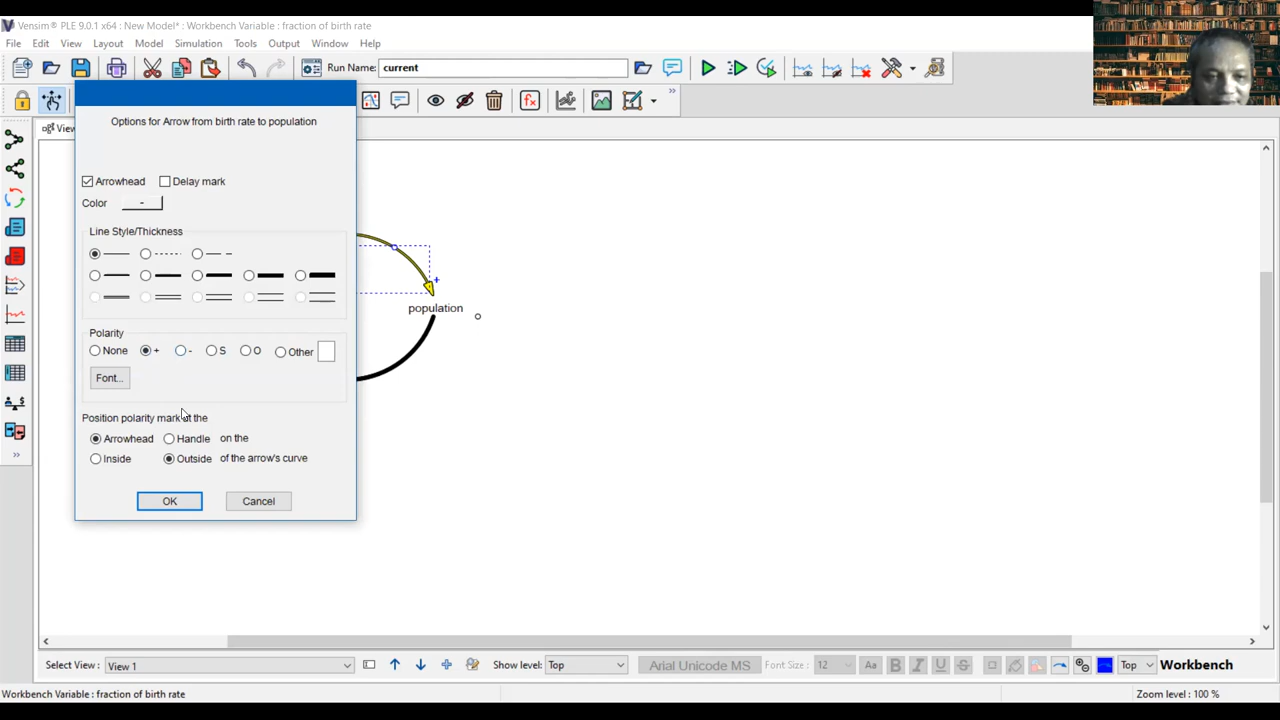 Vensim® PLE 9.0.1 x64 : New Model* : Workbench Variable : fraction of birth rate
File Edit View Layout Model Simulation Tools Output Window Help
Run Name: current
Options for Arrow from birth rate to population
View
Arrowhead Delay mark
Color -
Line Style/Thickness
+
population
Polarity
None + - S O Other
Font...
Position polarity mark at the
Arrowhead Handle on the
Inside Outside of the arrow's curve
OK Cancel
Select View : View 1 Show level: Top Arial Unicode MS Font Size : 12 Aa B I U S Top Workbench
Workbench Variable : fraction of birth rate Zoom level : 100 %